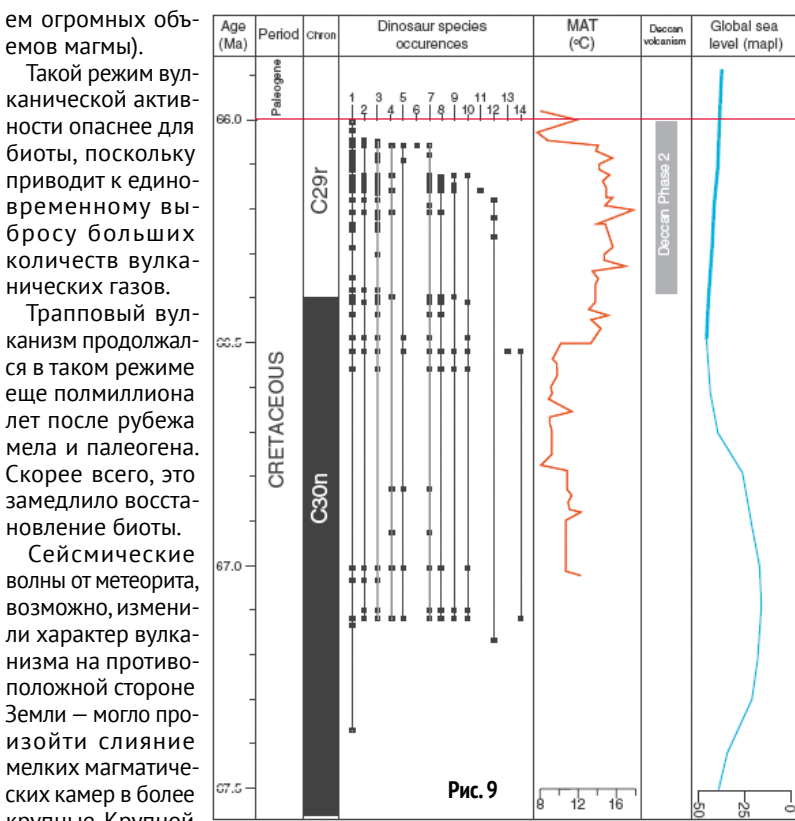 ем огромных объ-
емов магмы).
Такой режим вул-
канической актив-
ности опаснее для
биоты, поскольку
приводит к едино-
временному вы-
бросу больших
количеств вулка-
нических газов.
Трапповый вул-
канизм продолжал-
ся в таком режиме
еще полмиллиона
лет после рубежа
мела и палеогена.
Скорее всего, это
замедлило восста-
новление биоты.
Сейсмические
волны от метеорита,
возможно, измени-
ли характер вулка-
низма на противо-
положной стороне
Земли — могло про-
изойти слияние
мелких магматиче-
ских камер в более
крупные. Крупной
Age
(Ma)
Period
Chron
Dinosaur species
occurences
MAT
(°C)
Deccan
volcanism
Global sea
level (mapl)
Paleogene
CRETACEOUS
C29r
C30n
1 3 5 7 9 11 13
2 4 6 8 10 12 14
66.0
67.0
67.5
Deccan Phase 2
Рис. 9
8 12 16
50 25 0